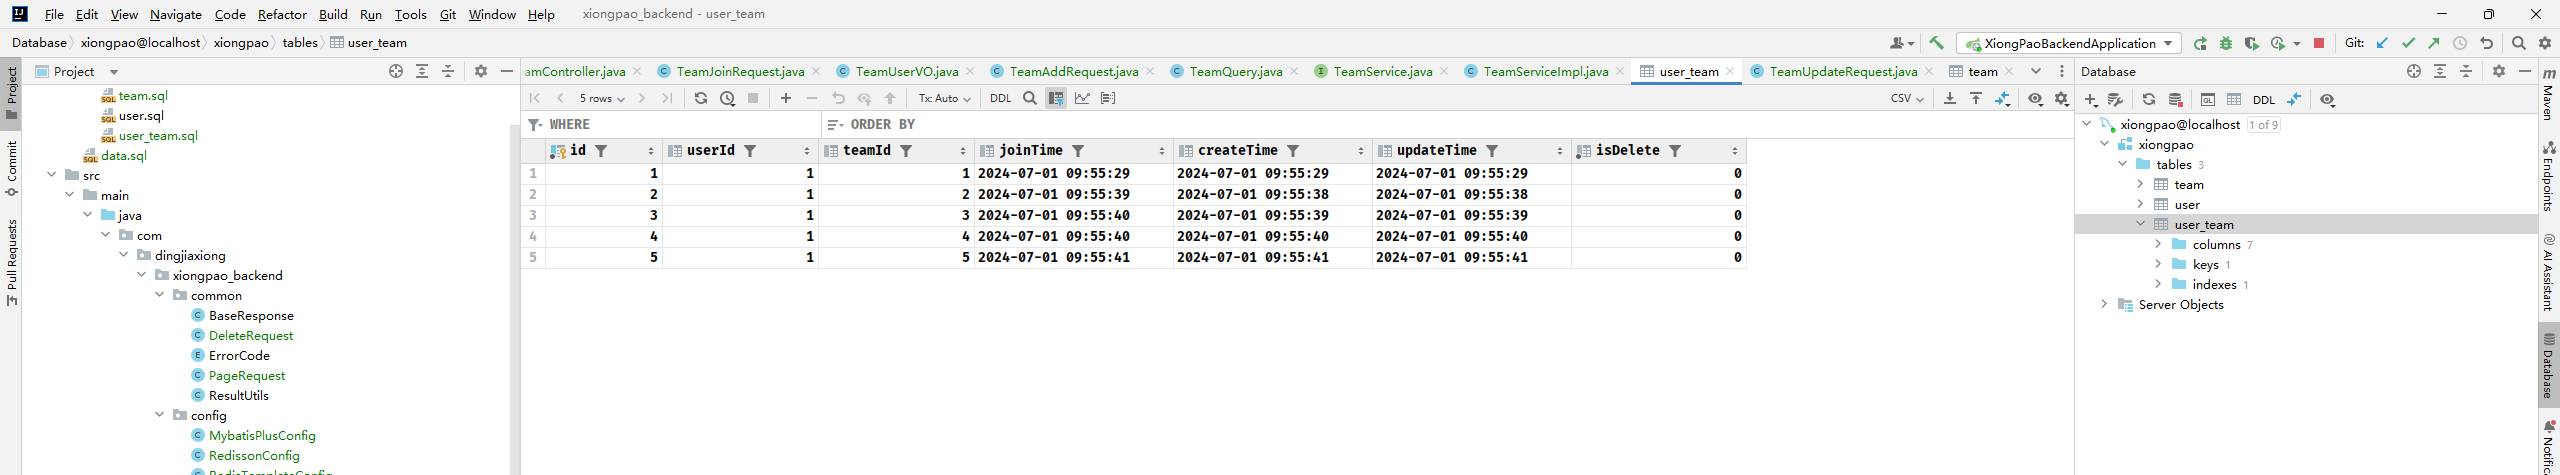 File Edit View Navigate Code Refactor Build Run Tools Git Window Help xiongpao_backend - user_team
Database xiongpao@localhost xiongpao tables user_team
XiongPaoBackendApplication Git:
Project
amController.java TeamJoinRequest.java TeamUserVO.java TeamAddRequest.java TeamQuery.java TeamService.java TeamServiceImpl.java user_team TeamUpdateRequest.java team
Database
5 rows Tx: Auto DDL CSV
DDL
WHERE ORDER BY
id userId teamId joinTime createTime updateTime isDelete
1 1 1 1 2024-07-01 09:55:29 2024-07-01 09:55:29 2024-07-01 09:55:29 0
2 2 1 2 2024-07-01 09:55:39 2024-07-01 09:55:38 2024-07-01 09:55:38 0
3 3 1 3 2024-07-01 09:55:40 2024-07-01 09:55:39 2024-07-01 09:55:39 0
4 4 1 4 2024-07-01 09:55:40 2024-07-01 09:55:40 2024-07-01 09:55:40 0
5 5 1 5 2024-07-01 09:55:41 2024-07-01 09:55:41 2024-07-01 09:55:41 0
team.sql
user.sql
user_team.sql
data.sql
src
main
java
com
dingjiaxiong
xiongpao_backend
common
BaseResponse
DeleteRequest
ErrorCode
PageRequest
ResultUtils
config
MybatisPlusConfig
RedissonConfig
RedisTemplateConfig
xiongpao@localhost 1 of 9
xiongpao
tables 3
team
user
user_team
columns 7
keys 1
indexes 1
Server Objects
Project
Commit
Pull Requests
Maven
Endpoints
AI Assistant
Database
Notific